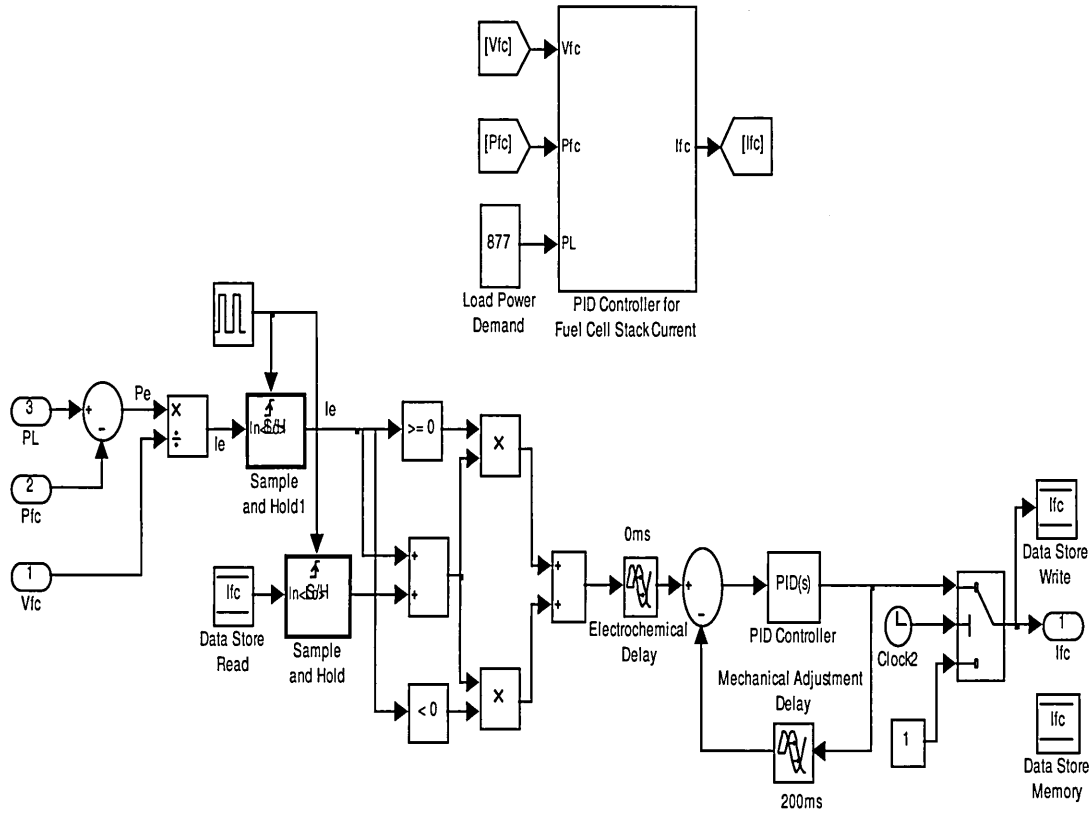 [Vfc]
Vfc
[Pfc]
Pfc
Ifc
[Ifc]
877
PL
Load Power
Demand
PID Controller for
Fuel Cell Stack Current
3
PL
+
-
Pe
X
÷
Ie
S/H
Sample
and Hold1
Ie
>= 0
X
2
Pfc
1
Vfc
Ifc
Data Store
Read
S/H
Sample
and Hold
+
+
< 0
X
+
+
0ms
Electrochemical
Delay
+
-
PID(s)
PID Controller
Mechanical Adjustment
Delay
200ms
Clock2
1
Ifc
Data Store
Write
1
Ifc
Ifc
Data Store
Memory